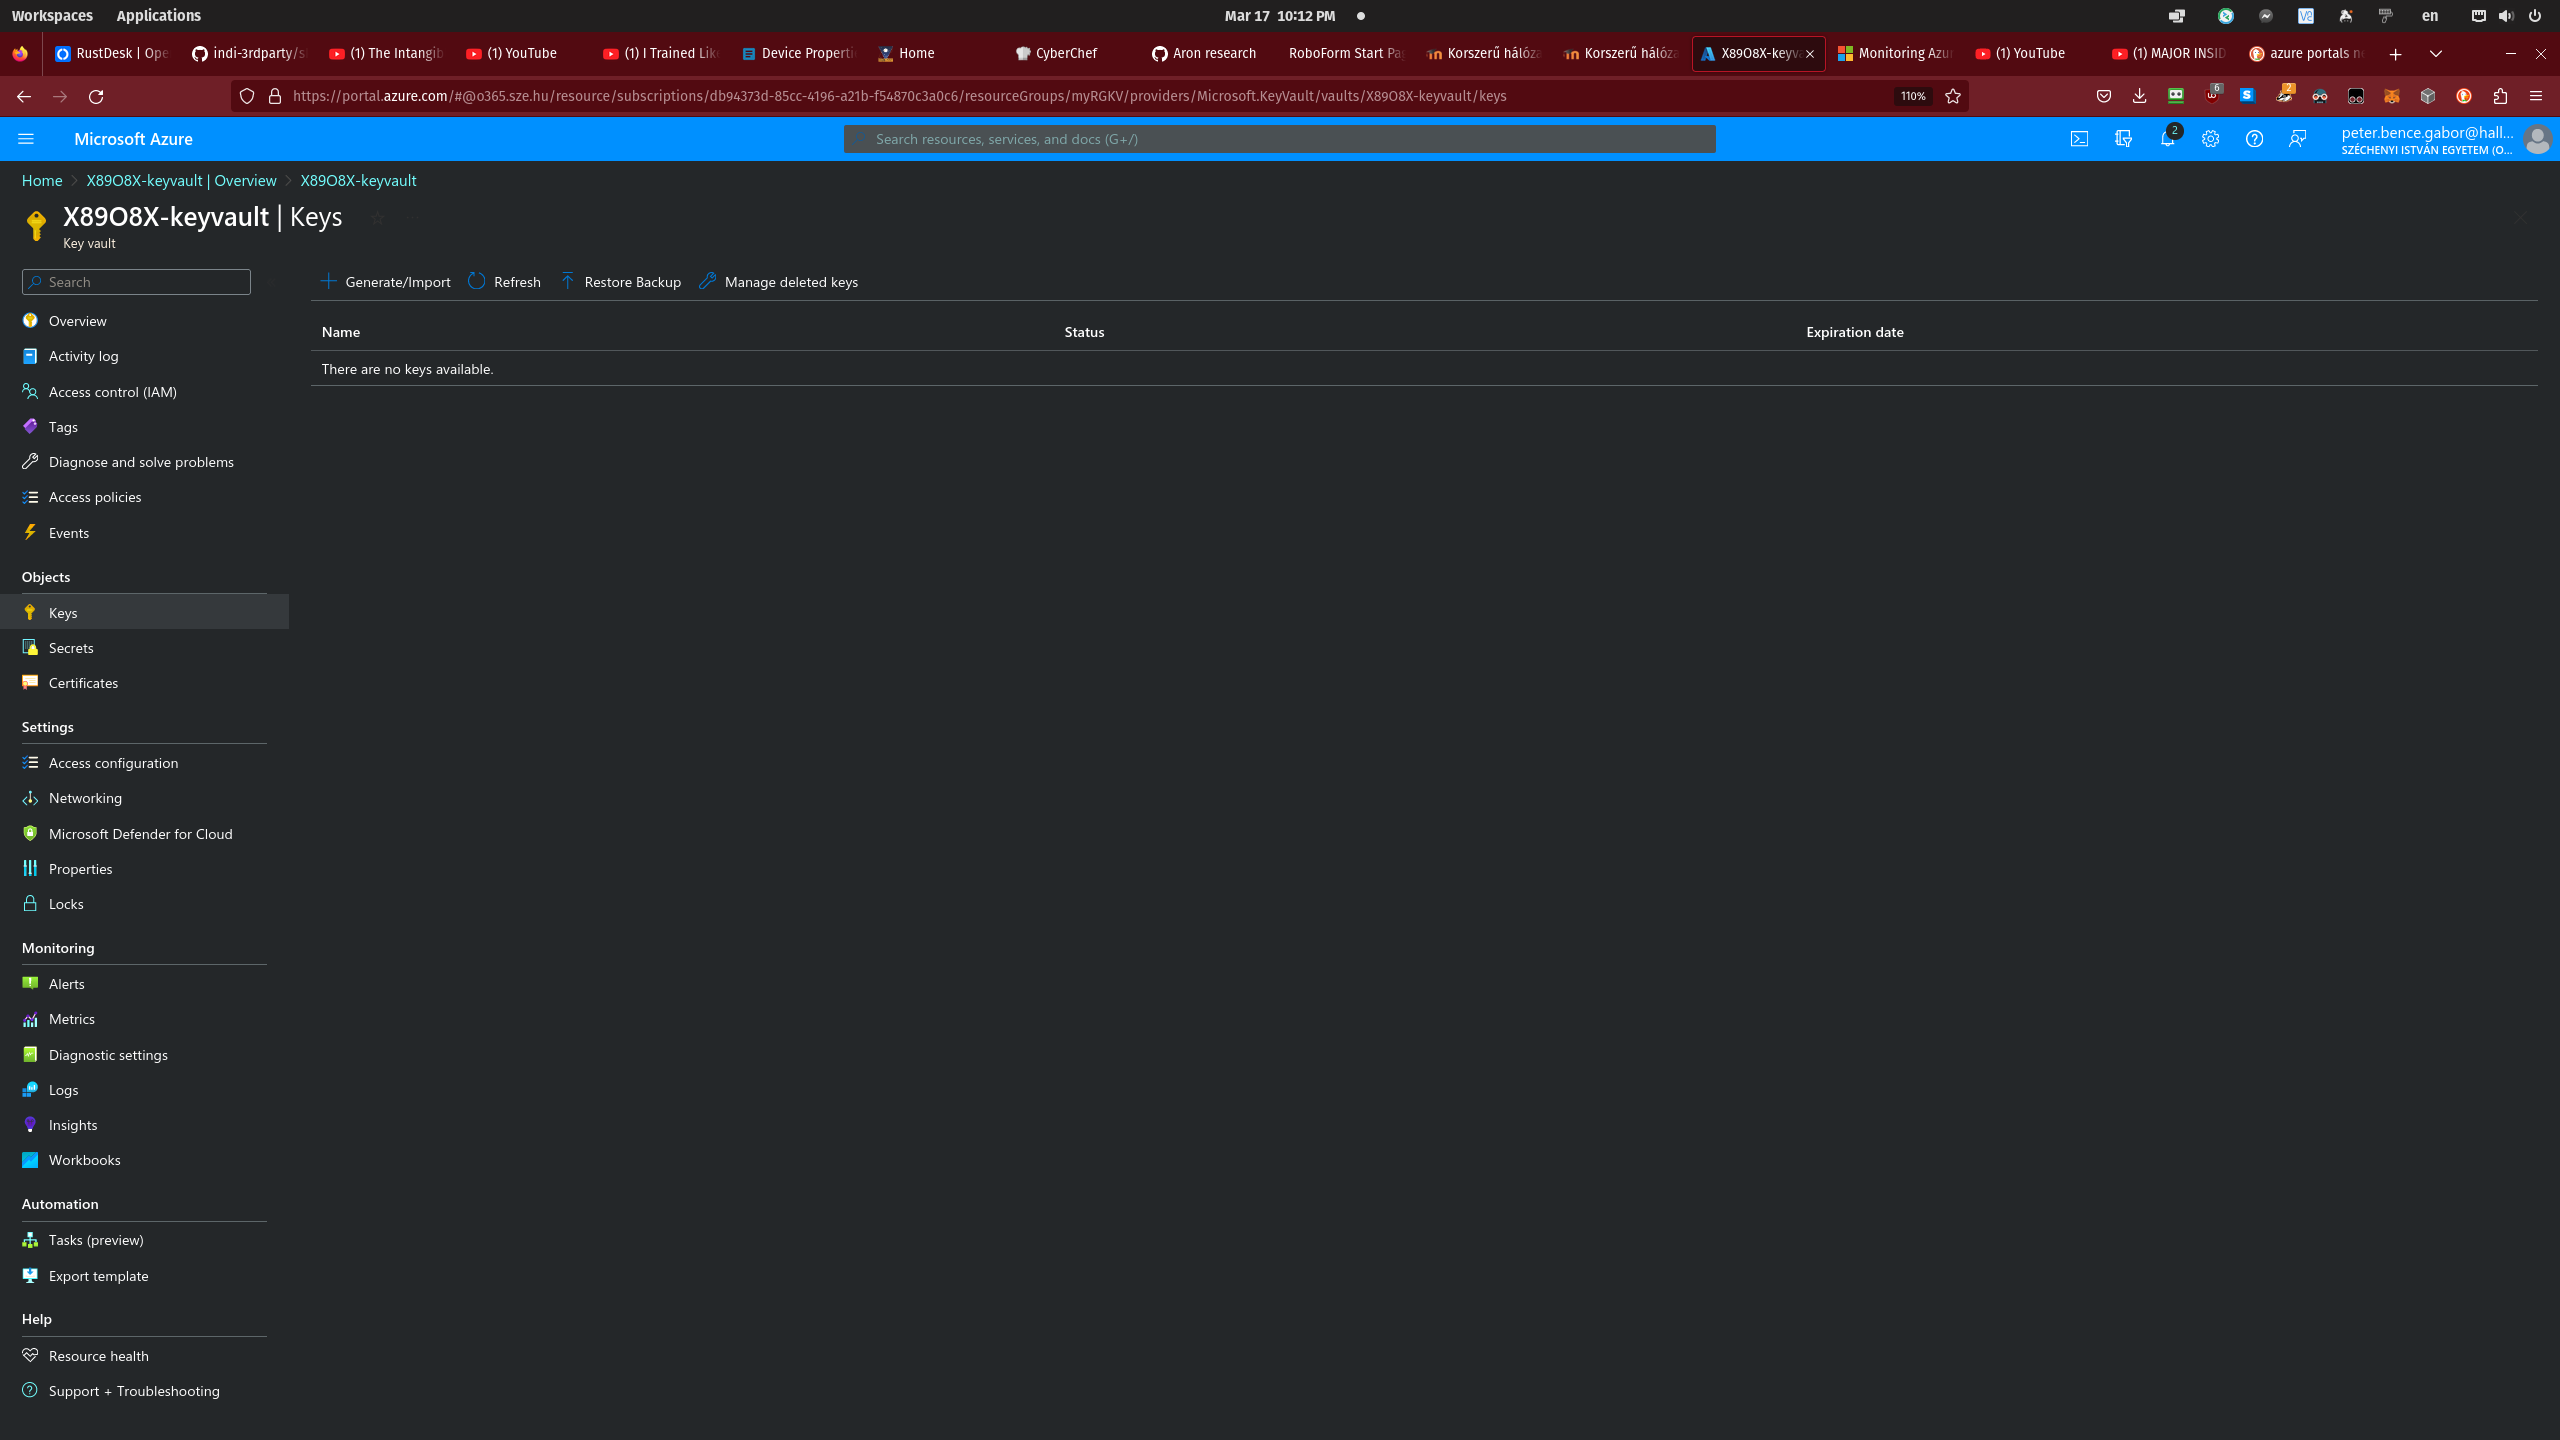 Workspaces Applications Mar 17 10:12 PM en
RustDesk | Ope indi-3rdparty/s (1) The Intangib (1) YouTube (1) I Trained Like Device Properti Home CyberChef Aron research RoboForm Start Pag Korszerű hálóza Korszerű hálóza X89O8X-keyva Monitoring Azur (1) YouTube (1) MAJOR INSID azure portals ne
https://portal.azure.com/#@o365.sze.hu/resource/subscriptions/db94373d-85cc-4196-a21b-f54870c3a0c6/resourceGroups/myRGKV/providers/Microsoft.KeyVault/vaults/X89O8X-keyvault/keys 110% 6 2
Microsoft Azure Search resources, services, and docs (G+/) 2 peter.bence.gabor@hall...
SZÉCHENYI ISTVÁN EGYETEM (O...
Home X89O8X-keyvault | Overview X89O8X-keyvault
X89O8X-keyvault | Keys
Key vault
Search
Generate/Import Refresh Restore Backup Manage deleted keys
Name Status Expiration date
There are no keys available.
Overview
Activity log
Access control (IAM)
Tags
Diagnose and solve problems
Access policies
Events
Objects
Keys
Secrets
Certificates
Settings
Access configuration
Networking
Microsoft Defender for Cloud
Properties
Locks
Monitoring
Alerts
Metrics
Diagnostic settings
Logs
Insights
Workbooks
Automation
Tasks (preview)
Export template
Help
Resource health
Support + Troubleshooting